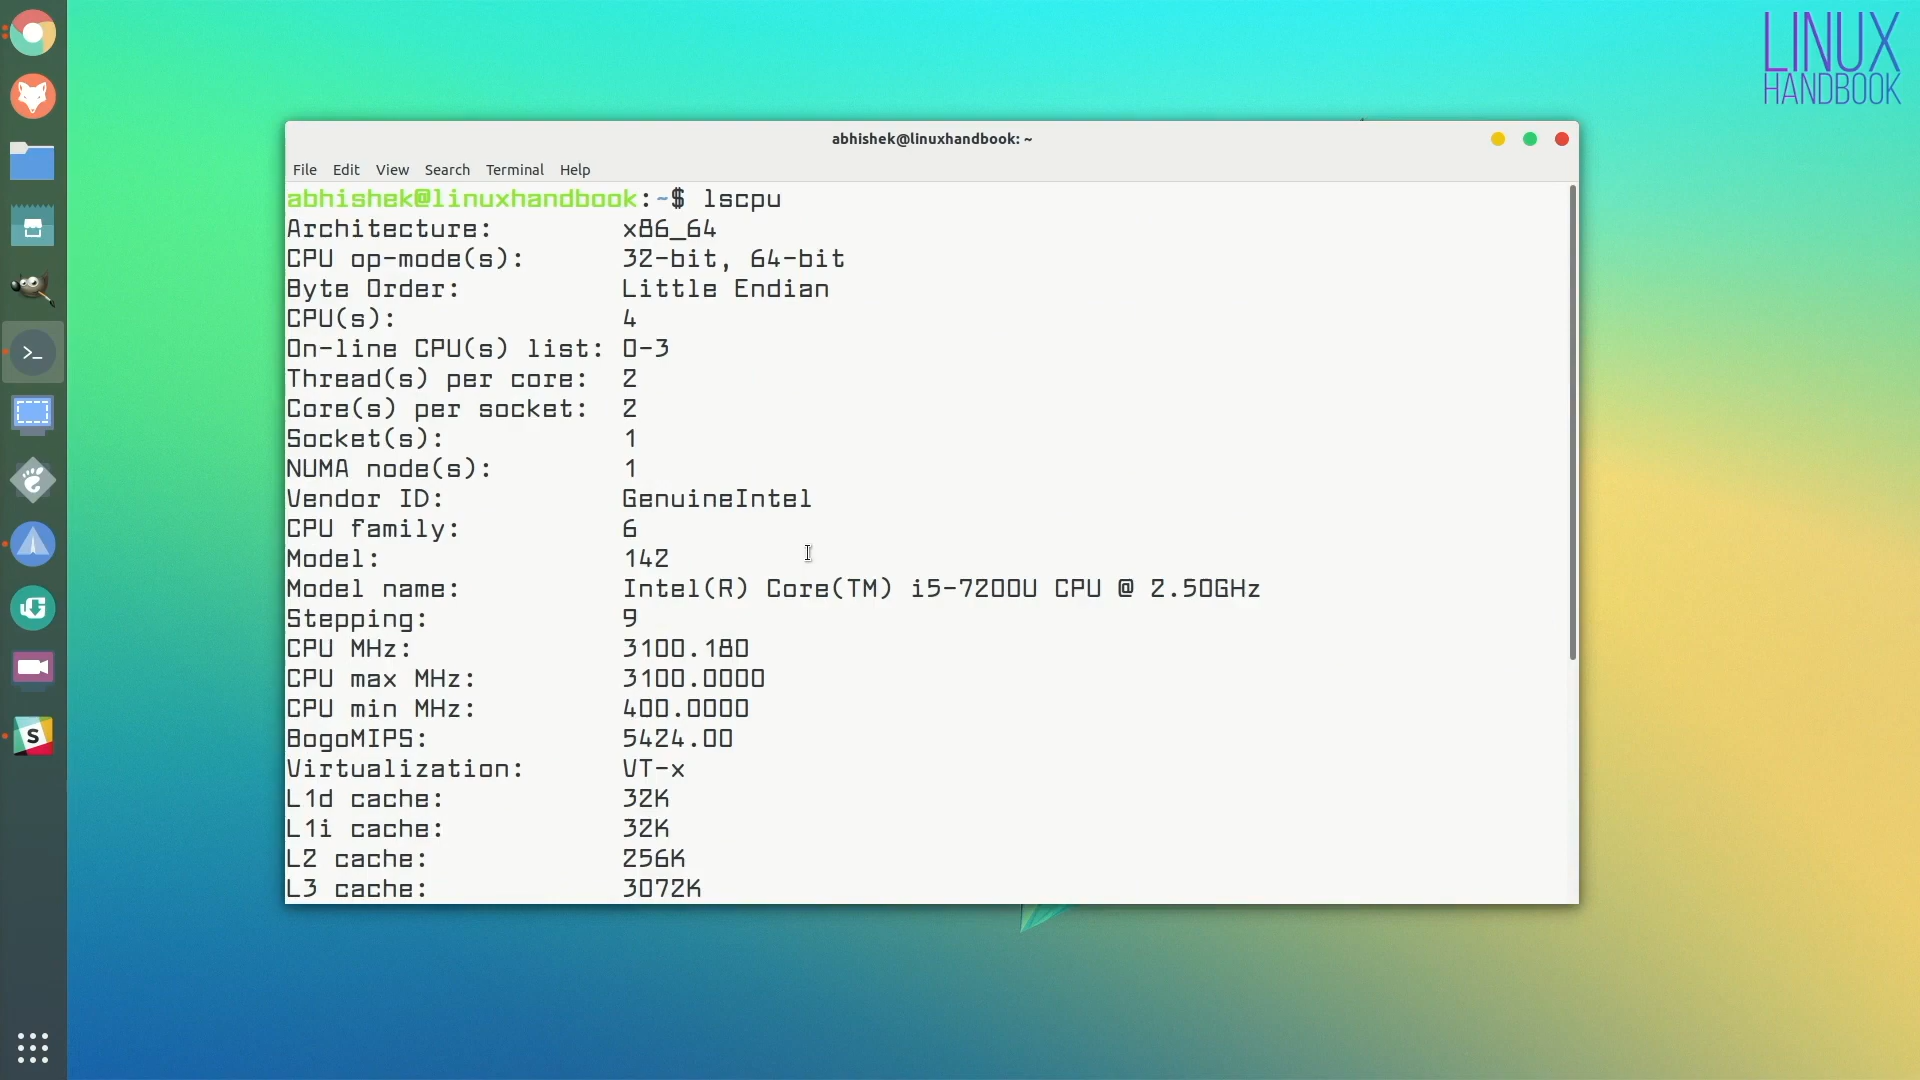 LINUX
HANDBOOK
abhishek@linuxhandbook: ~
File Edit View Search Terminal Help
abhishek@linuxhandbook:~$ lscpu
Architecture: x86_64
CPU op-mode(s): 32-bit, 64-bit
Byte Order: Little Endian
CPU(s): 4
On-line CPU(s) list: 0-3
Thread(s) per core: 2
Core(s) per socket: 2
Socket(s): 1
NUMA node(s): 1
Vendor ID: GenuineIntel
CPU family: 6
Model: 142
Model name: Intel(R) Core(TM) i5-7200U CPU @ 2.50GHz
Stepping: 9
CPU MHz: 3100.180
CPU max MHz: 3100.0000
CPU min MHz: 400.0000
BogoMIPS: 5424.00
Virtualization: VT-x
L1d cache: 32K
L1i cache: 32K
L2 cache: 256K
L3 cache: 3072K
>_
S